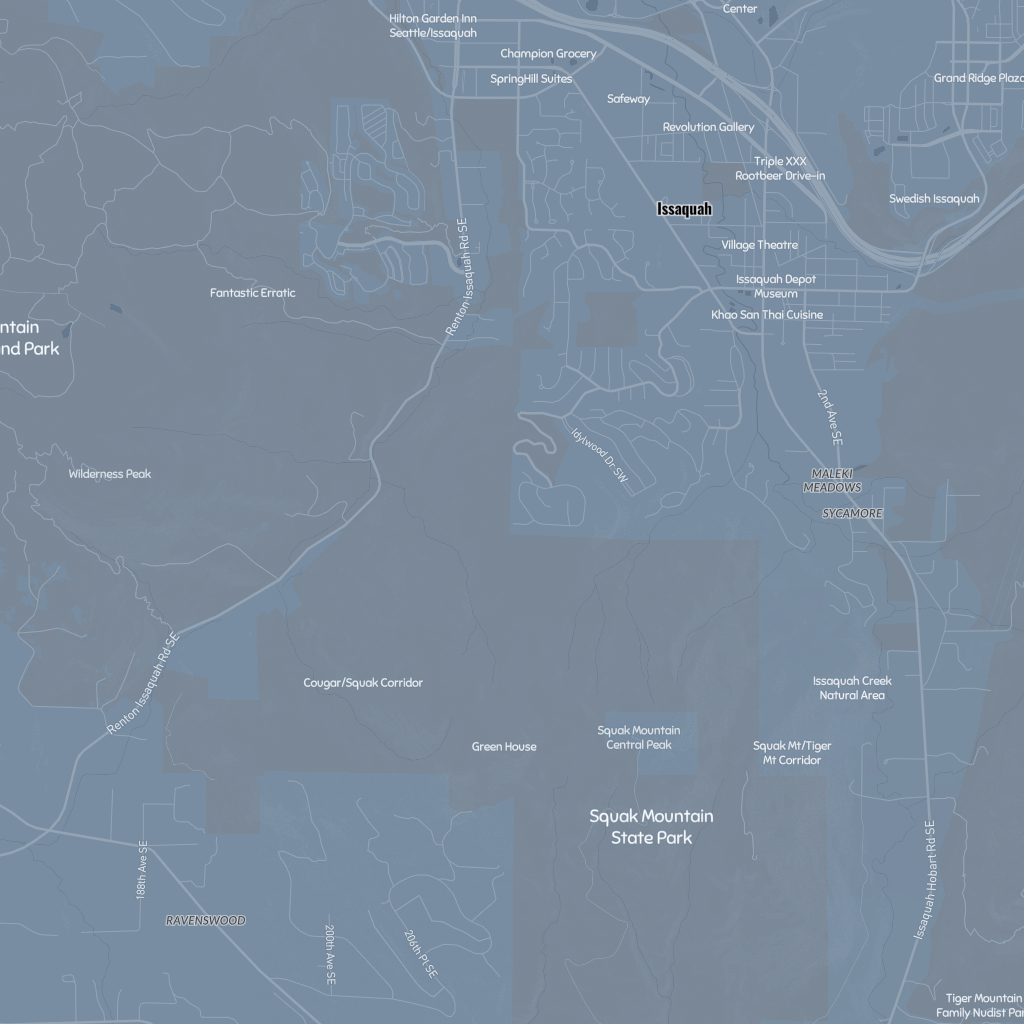 Center
Hilton Garden Inn
Seattle/Issaquah
Champion Grocery
SpringHill Suites
Grand Ridge Plaza
Safeway
Revolution Gallery
Triple XXX
Rootbeer Drive-in
Swedish Issaquah
Issaquah
Village Theatre
Renton Issaquah Rd SE
Fantastic Erratic
Issaquah Depot
Museum
Khao San Thai Cuisine
ntain
nd Park
2nd Ave SE
Idylwood Dr SW
Wilderness Peak
MALEKI
MEADOWS
SYCAMORE
Renton Issaquah Rd SE
Cougar/Squak Corridor
Issaquah Creek
Natural Area
Squak Mountain
Central Peak
Green House
Squak Mt/Tiger
Mt Corridor
Squak Mountain
State Park
188th Ave SE
Issaquah Hobart Rd SE
RAVENSWOOD
200th Ave SE
206th Pl SE
Tiger Mountain
Family Nudist Par